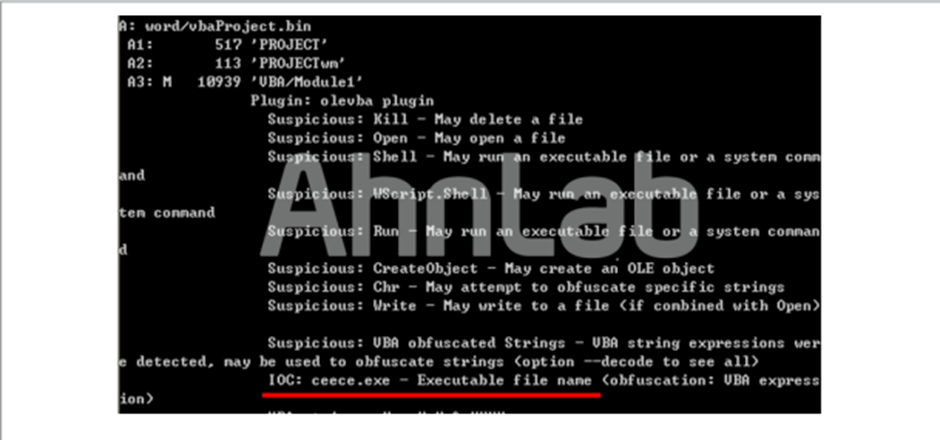 A: word/vbaProject.bin
A1: 517 'PROJECT'
A2: 113 'PROJECTwm'
A3: M 10939 'VBA/Module1'
Plugin: olevba plugin
Suspicious: Kill - May delete a file
Suspicious: Open - May open a file
Suspicious: Shell - May run an executable file or a system comm
and
Suspicious: WScript.Shell - May run an executable file or a sys
tem command
Suspicious: Run - May run an executable file or a system comman
d
Suspicious: CreateObject - May create an OLE object
Suspicious: Chr - May attempt to obfuscate specific strings
Suspicious: Write - May write to a file (if combined with Open)
Suspicious: VBA obfuscated Strings - VBA string expressions wer
e detected, may be used to obfuscate strings (option --decode to see all)
IOC: ceece.exe - Executable file name (obfuscation: VBA express
ion)
AhnLab